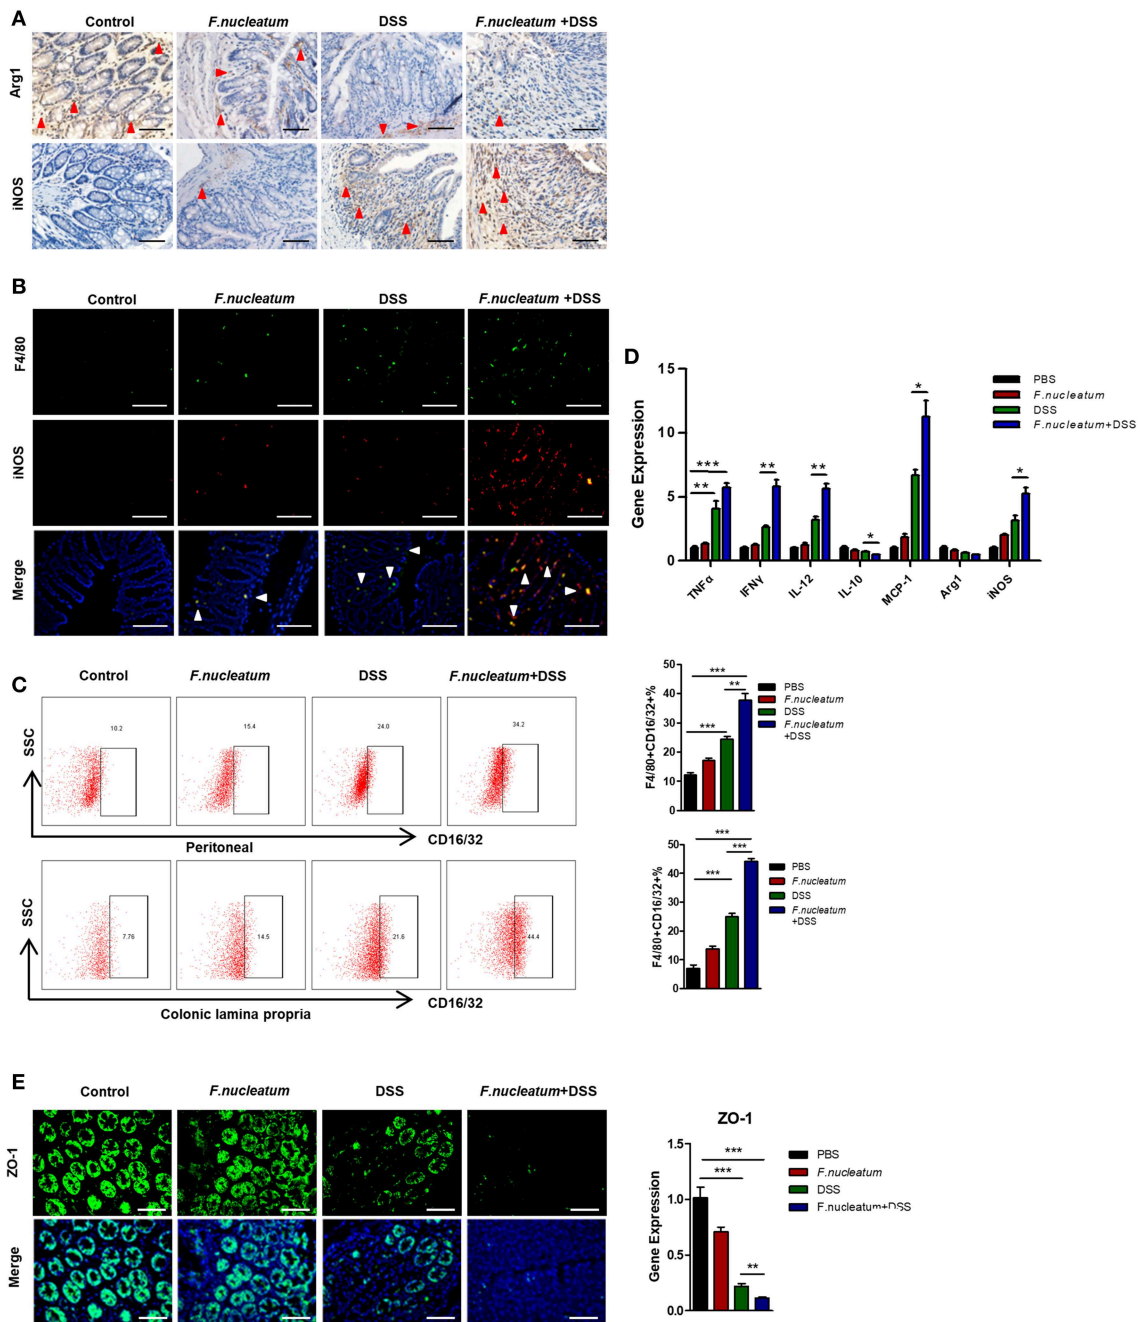 A
Control F.nucleatum DSS F.nucleatum +DSS
Arg1
iNOS
B
Control F.nucleatum DSS F.nucleatum +DSS
F4/80
iNOS
Merge
D
15
10
5
0
Gene Expression
PBS
F.nucleatum
DSS
F.nucleatum+DSS
*** ** ** ** * * *
TNFα IFNγ IL-12 IL-10 MCP-1 Arg1 iNOS
C
Control F.nucleatum DSS F.nucleatum+DSS
SSC
10.2 15.4 24.0 34.2
Peritoneal
CD16/32
SSC
7.76 14.5 21.6 44.4
Colonic lamina propria
CD16/32
F4/80+CD16/32+%
50
40
30
20
10
0
***
**
***
PBS
F.nucleatum
DSS
F.nucleatum
+DSS
F4/80+CD16/32+%
50
40
30
20
10
0
***
***
***
PBS
F.nucleatum
DSS
F.nucleatum
+DSS
E
Control F.nucleatum DSS F.nucleatum+DSS
ZO-1
Merge
ZO-1
Gene Expression
1.5
1.0
0.5
0.0
***
***
**
PBS
F.nucleatum
DSS
F.nucleatum+DSS